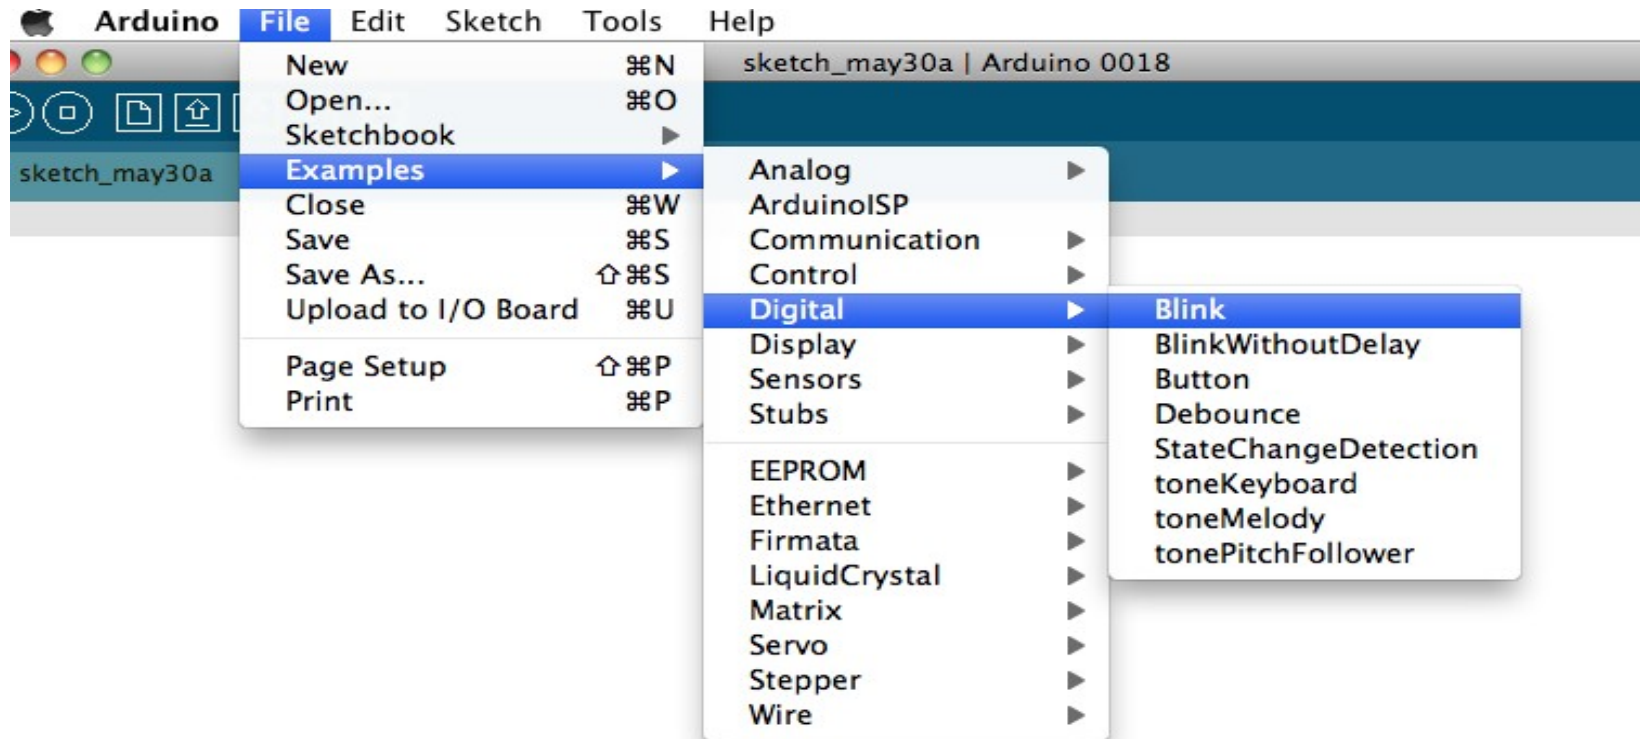 Arduino File Edit Sketch Tools Help
sketch_may30a | Arduino 0018
sketch_may30a
New ⌘N
Open... ⌘O
Sketchbook
Examples
Close ⌘W
Save ⌘S
Save As... ⇧⌘S
Upload to I/O Board ⌘U
Page Setup ⇧⌘P
Print ⌘P
Analog
ArduinoISP
Communication
Control
Digital
Display
Sensors
Stubs
EEPROM
Ethernet
Firmata
LiquidCrystal
Matrix
Servo
Stepper
Wire
Blink
BlinkWithoutDelay
Button
Debounce
StateChangeDetection
toneKeyboard
toneMelody
tonePitchFollower